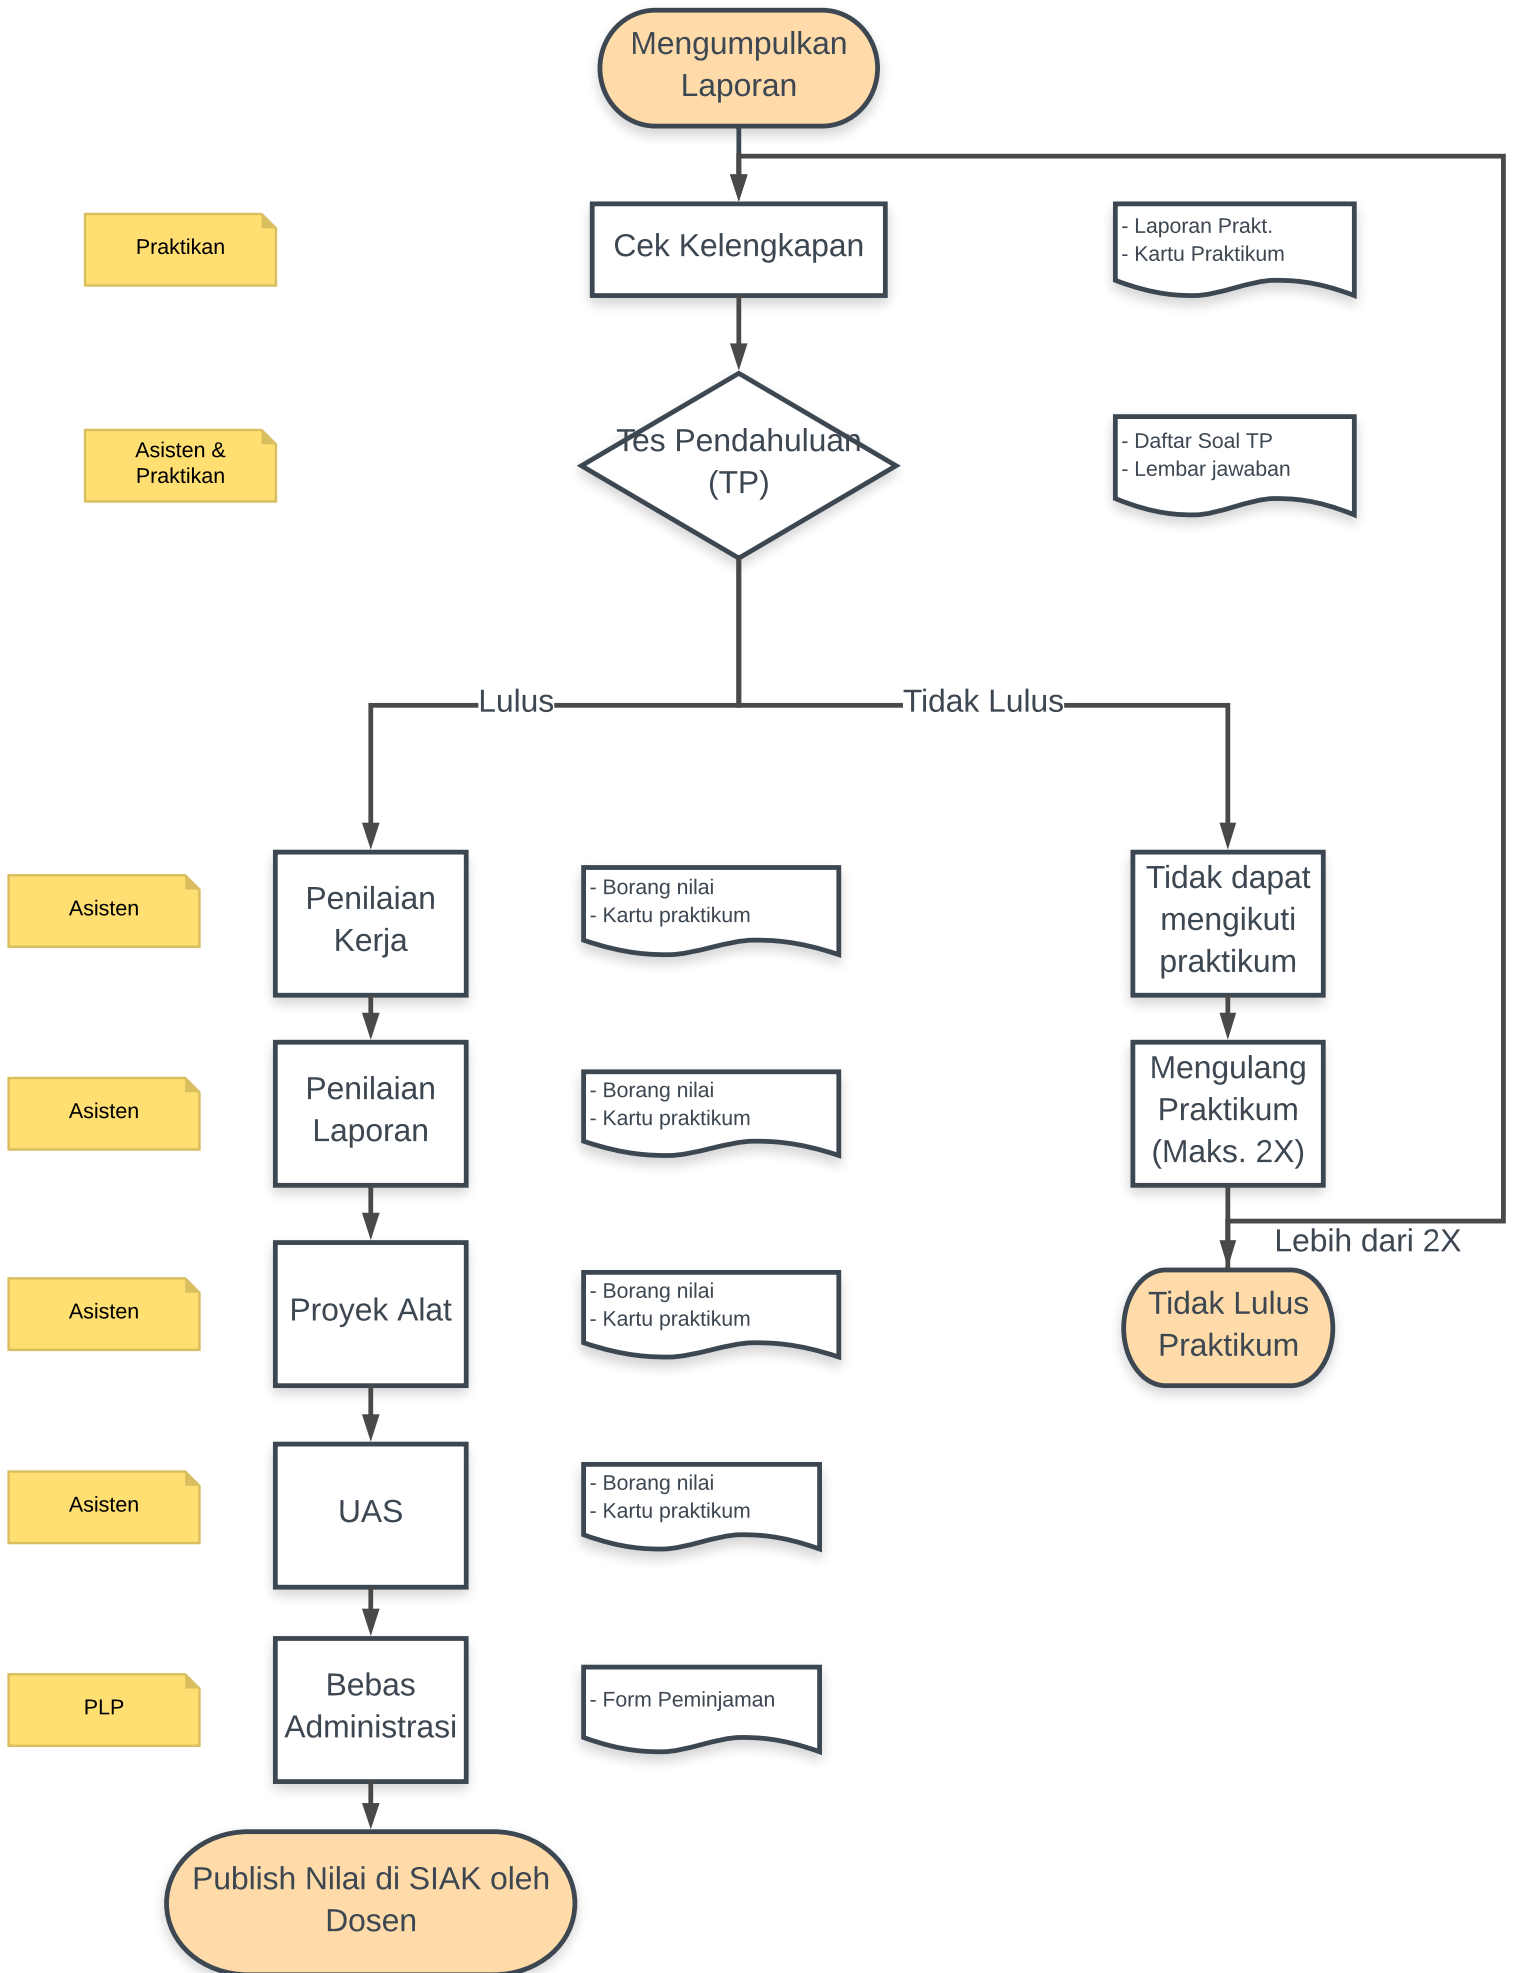 Mengumpulkan
Laporan
Praktikan
Cek Kelengkapan
- Laporan Prakt.
- Kartu Praktikum
Asisten &
Praktikan
Tes Pendahuluan
(TP)
- Daftar Soal TP
- Lembar jawaban
Lulus
Tidak Lulus
Asisten
Penilaian
Kerja
- Borang nilai
- Kartu praktikum
Tidak dapat
mengikuti
praktikum
Asisten
Penilaian
Laporan
- Borang nilai
- Kartu praktikum
Mengulang
Praktikum
(Maks. 2X)
Lebih dari 2X
Asisten
Proyek Alat
- Borang nilai
- Kartu praktikum
Tidak Lulus
Praktikum
Asisten
UAS
- Borang nilai
- Kartu praktikum
PLP
Bebas
Administrasi
- Form Peminjaman
Publish Nilai di SIAK oleh
Dosen